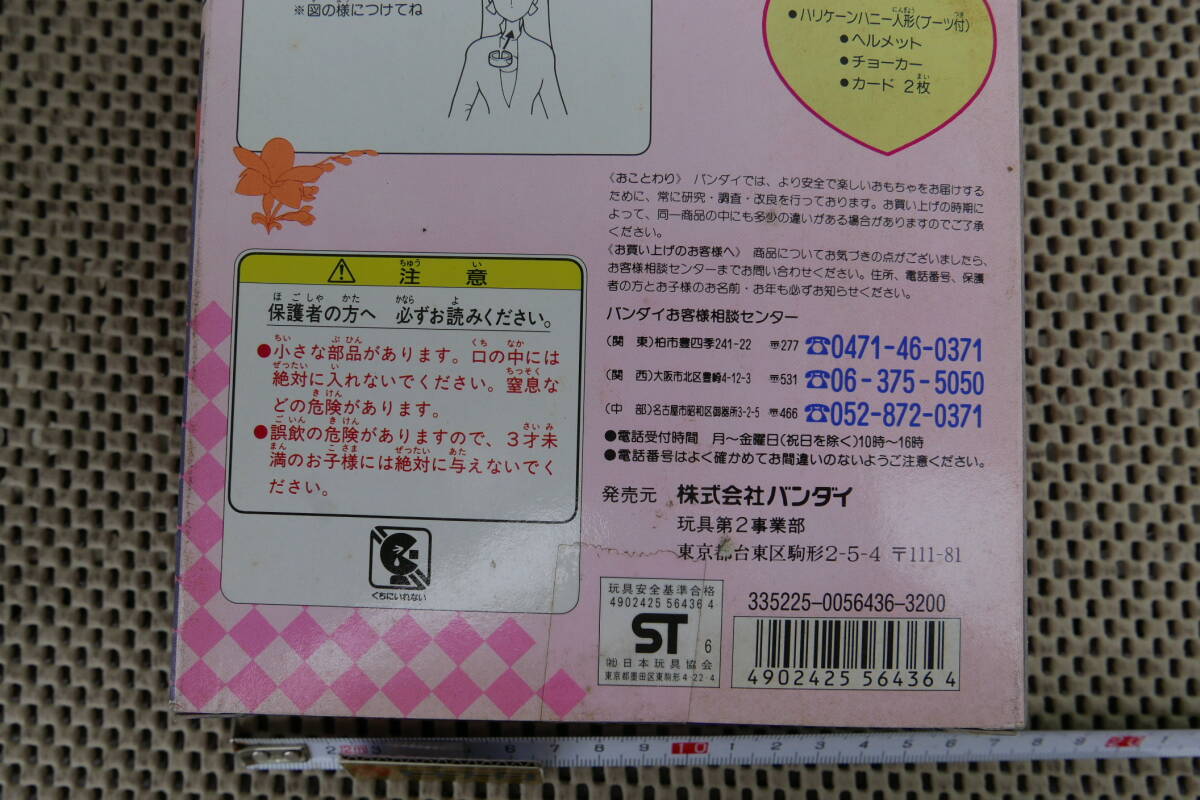 ※図の様につけてね
●ハリケーンハニー人形(ブーツ付)
●ヘルメット
●チョーカー
●カード 2枚
《おことわり》 バンダイでは、より安全で楽しいおもちゃをお届けする
ために、常に研究・調査・改良を行っております。お買い上げの時期に
よって、同一商品の中にも多少の違いがある場合がありますのでご了承
ください。
《お買い上げのお客様へ》 商品についてお気づきの点がございましたら、
お客様相談センターまでお問い合わせください。住所、電話番号、保護
者の方とお子様のお名前・お年も必ずお知らせください。
バンダイお客様相談センター
(関 東)柏市豊四季241-22 〒277 ☎0471-46-0371
(関 西)大阪市北区豊崎4-12-3 〒531 ☎06-375-5050
(中 部)名古屋市昭和区御器所3-2-5 〒466 ☎052-872-0371
●電話受付時間 月〜金曜日(祝日を除く)10時〜16時
●電話番号はよく確かめてお間違いのないようご注意ください。
発売元 株式会社バンダイ
玩具第2事業部
東京都台東区駒形2-5-4 〒111-81
⚠ 注意
保護者の方へ 必ずお読みください。
●小さな部品があります。口の中には
絶対に入れないでください。窒息な
どの危険があります。
●誤飲の危険がありますので、3才未
満のお子様には絶対に与えないでく
ださい。
くちにいれない
玩具安全基準合格
4902425 56436 4
ST 6
(社)日本玩具協会
東京都墨田区東駒形4-22-4
335225-0056436-3200
4902425 564364
2 3 5 6 7 8 9 10 1 2 3 4 5 6 7 8 9 20 1